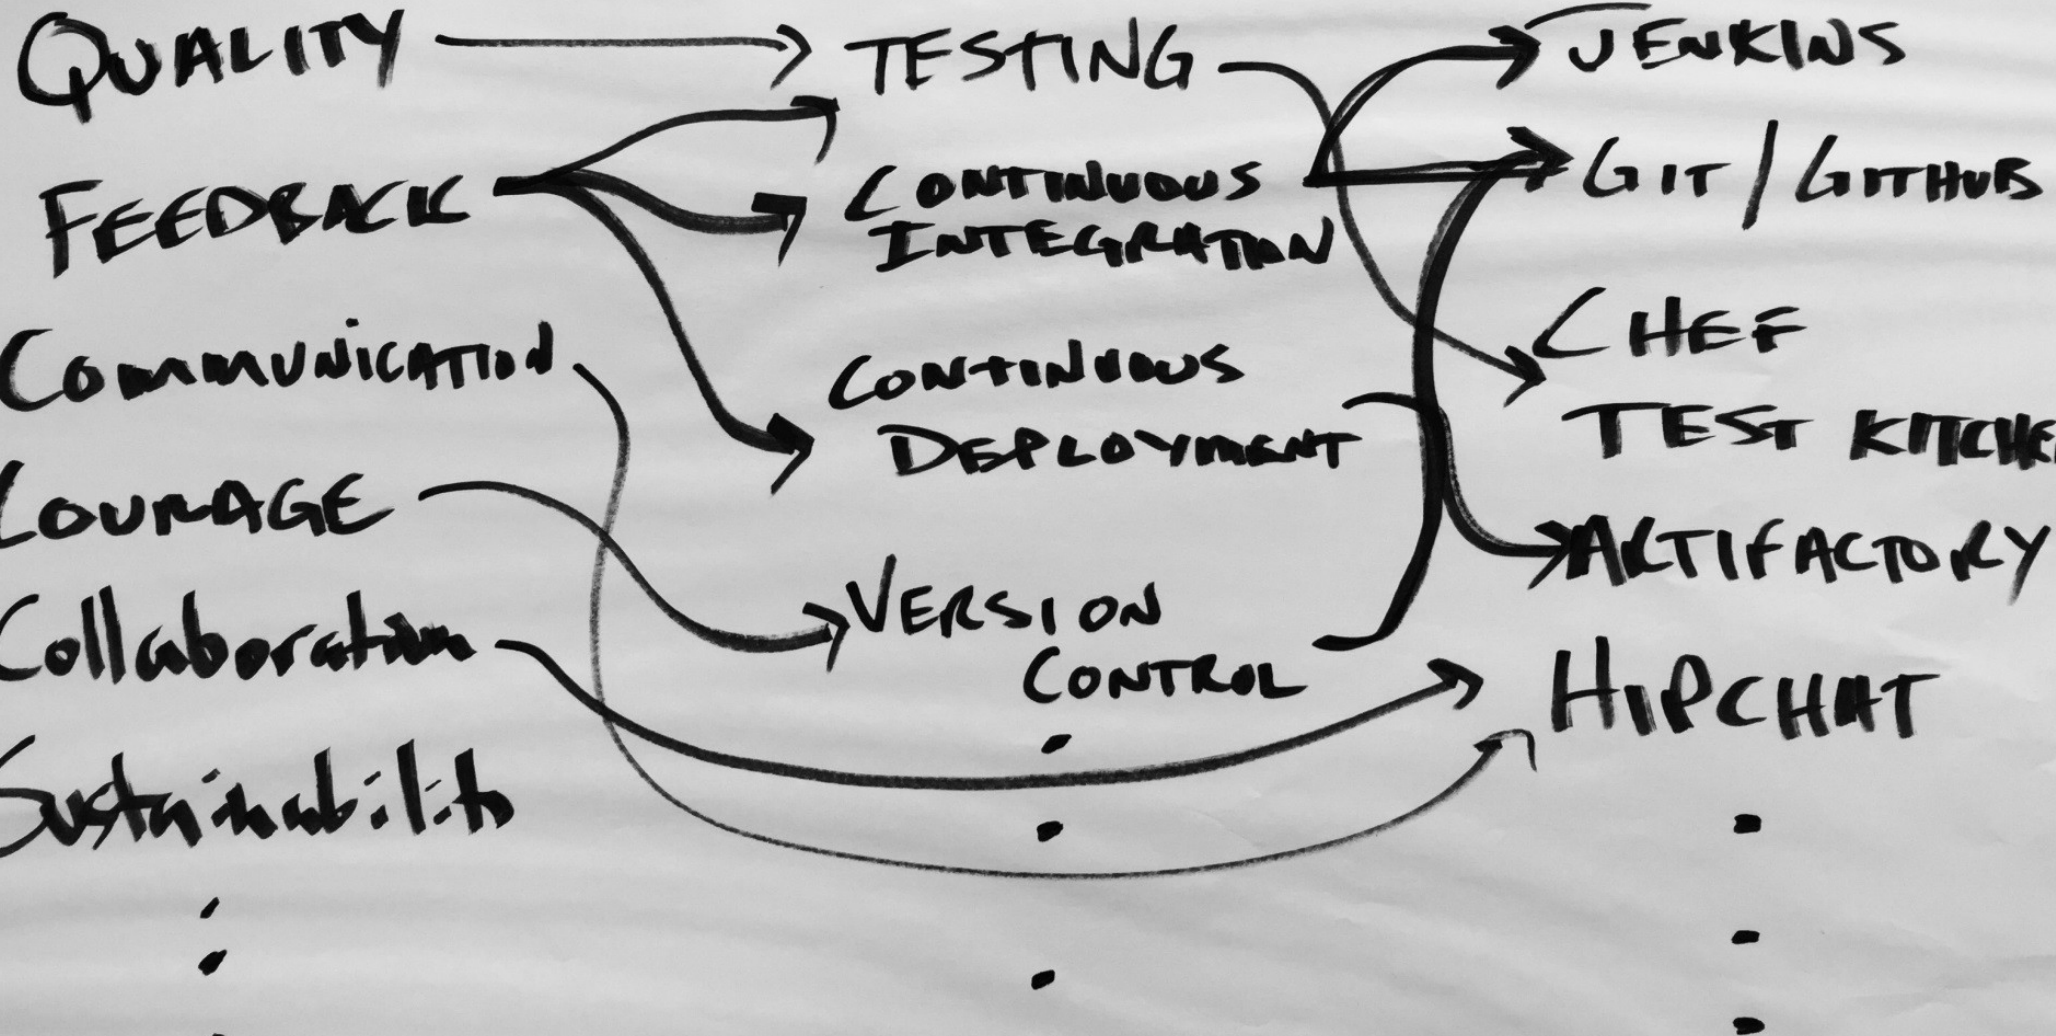 QUALITY
FEEDBACK
COMMUNICATION
COURAGE
Collaboration
Sustainability
TESTING
CONTINUOUS
INTEGRATION
CONTINUOUS
DEPLOYMENT
VERSION
CONTROL
JENKINS
GIT / GITHUB
CHEF
TEST KITCHE
ARTIFACTORY
HIPCHAT